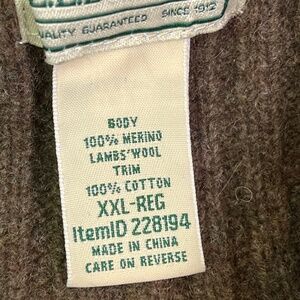 QUALITY GUARANTEED SINCE 1912
BODY
100% MERINO
LAMBS'WOOL
TRIM
100% COTTON
XXL-REG
ItemID 228194
MADE IN CHINA
CARE ON REVERSE